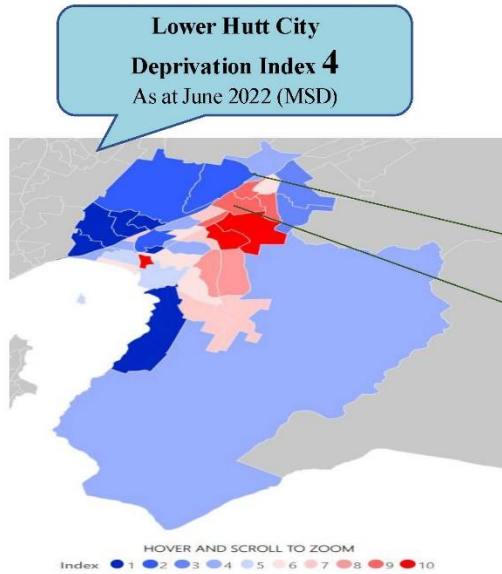 Lower Hutt City
Deprivation Index 4
As at June 2022 (MSD)
HOVER AND SCROLL TO ZOOM
Index 1 2 3 4 5 6 7 8 9 10